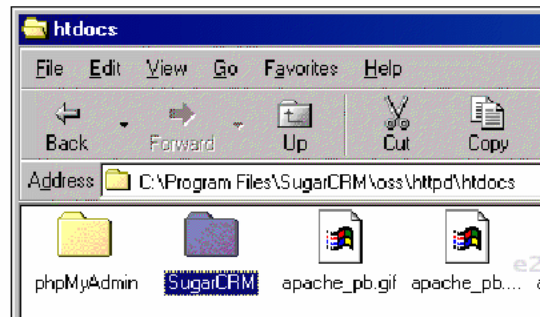 htdocs
File Edit View Go Favorites Help
Back Forward Up Cut Copy
Address C:\Program Files\SugarCRM\oss\httpd\htdocs
phpMyAdmin SugarCRM apache_pb.gif apache_pb....
e2